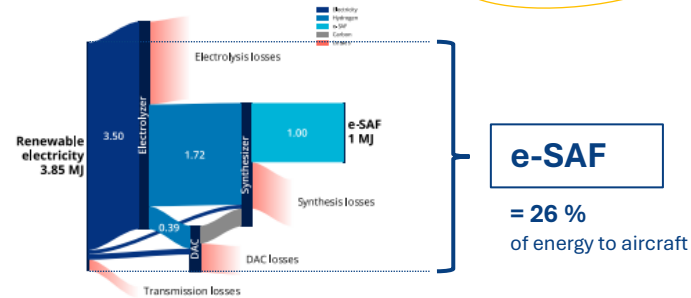 Electricity
Hydrogen
e-SAF
Carbon
Losses
Electrolysis losses
Renewable
electricity
3.85 MJ
3.50
Electrolyzer
1.72
Synthesizer
1.00
e-SAF
1 MJ
0.39
DAC
Synthesis losses
DAC losses
Transmission losses
e-SAF
= 26 %
of energy to aircraft